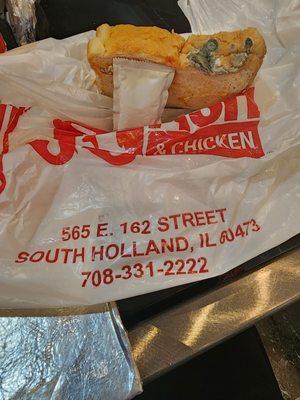 & CHICKEN
565 E. 162 STREET
SOUTH HOLLAND, IL 60473
708-331-2222